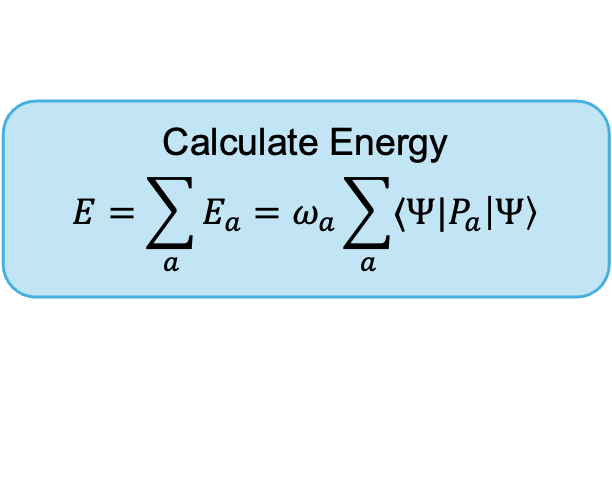 Calculate Energy
E = ∑_a E_a = ω_a ∑_a ⟨Ψ|P_a|Ψ⟩